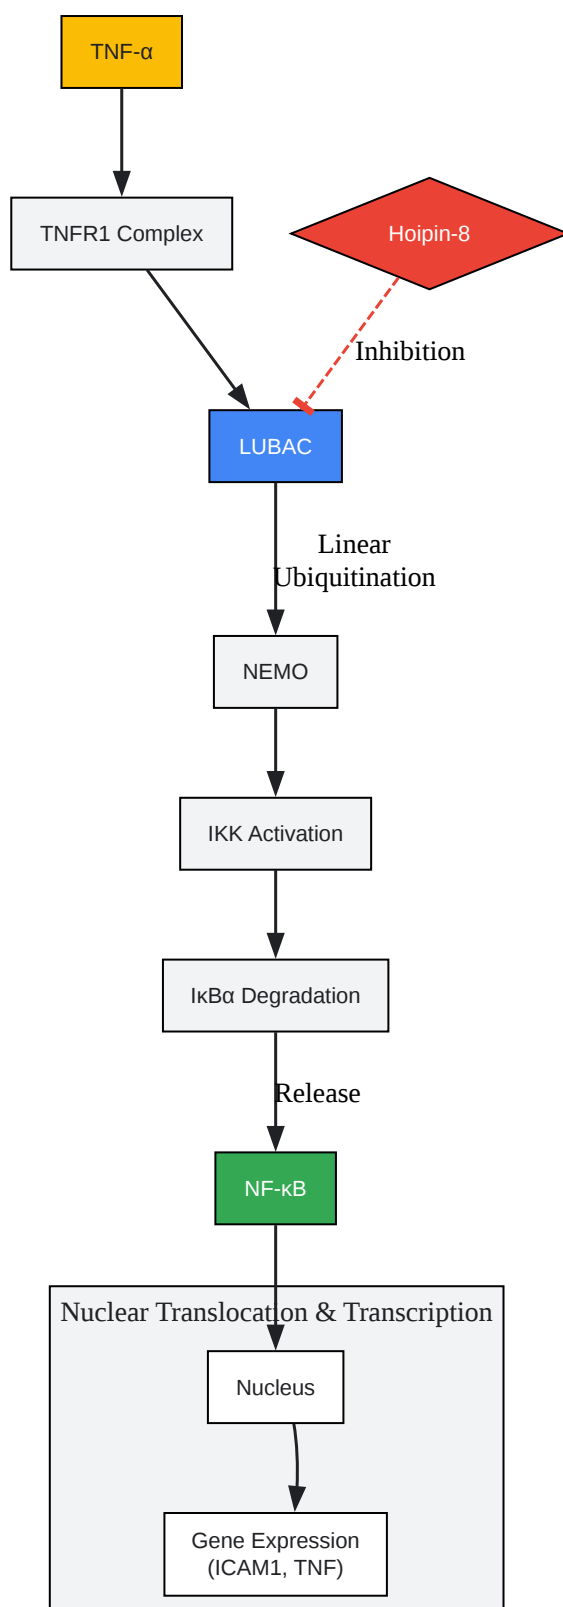 TNF-α
TNFR1 Complex
Hoipin-8
Inhibition
LUBAC
Linear
Ubiquitination
NEMO
IKK Activation
IκBα Degradation
Release
NF-κB
Nuclear Translocation & Transcription
Nucleus
Gene Expression
(ICAM1, TNF)